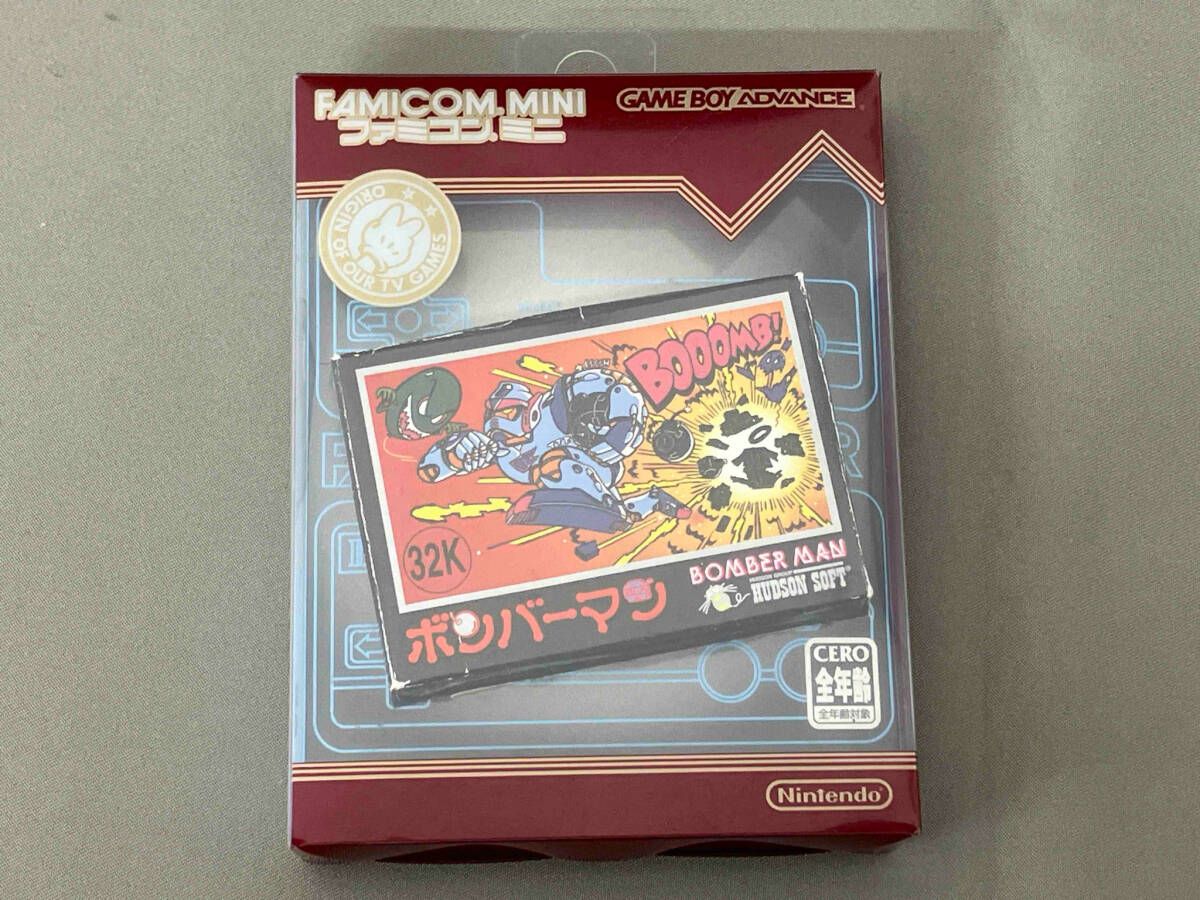 FAMICOM MINI
ファミコンミニ
GAME BOY ADVANCE
ORIGIN OF OUR TV GAMES
BOOOMB!
32K
BOMBER MAN
HUDSON GROUP
HUDSON SOFT®
ボンバーマン
CERO
全年齢
全年齢対象
Nintendo